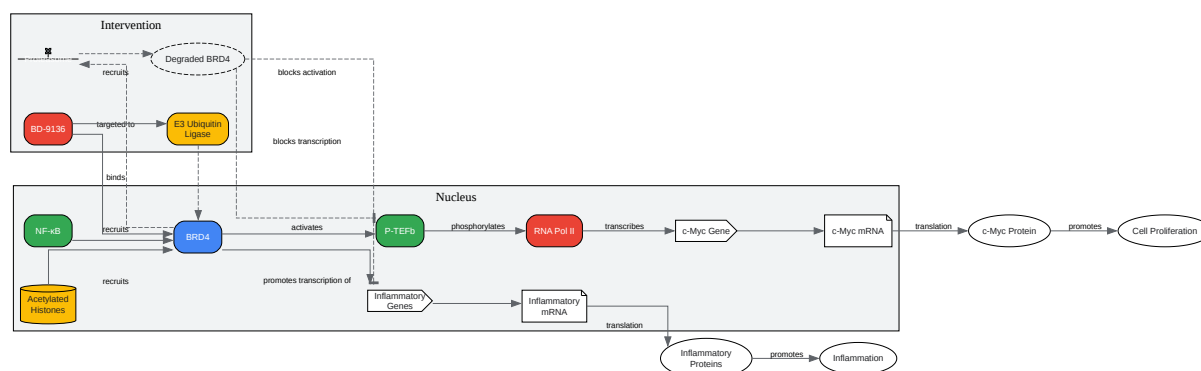 Intervention
Degraded BRD4
recruits
blocks activation
BD-9136
targeted to
E3 Ubiquitin
Ligase
blocks transcription
binds
Nucleus
NF-κB
recruits
BRD4
activates
P-TEFb
phosphorylates
RNA Pol II
transcribes
c-Myc Gene
c-Myc mRNA
translation
c-Myc Protein
promotes
Cell Proliferation
recruits
promotes transcription of
Acetylated
Histones
Inflammatory
Genes
Inflammatory
mRNA
translation
Inflammatory
Proteins
promotes
Inflammation